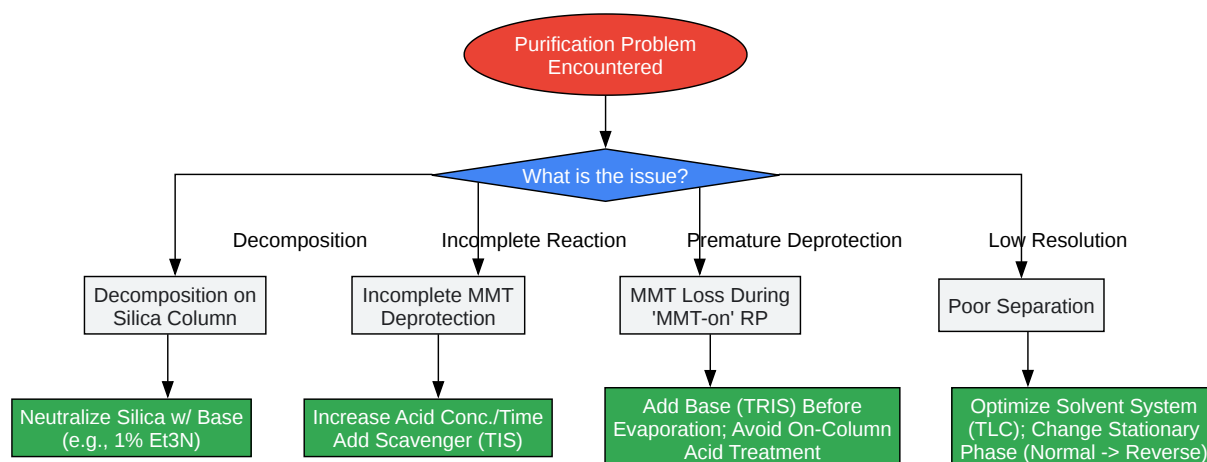 Purification Problem
Encountered
What is the issue?
Decomposition
Incomplete Reaction
Premature Deprotection
Low Resolution
Decomposition on
Silica Column
Incomplete MMT
Deprotection
MMT Loss During
'MMT-on' RP
Poor Separation
Neutralize Silica w/ Base
(e.g., 1% Et3N)
Increase Acid Conc./Time
Add Scavenger (TIS)
Add Base (TRIS) Before
Evaporation; Avoid On-Column
Acid Treatment
Optimize Solvent System
(TLC); Change Stationary
Phase (Normal -> Reverse)